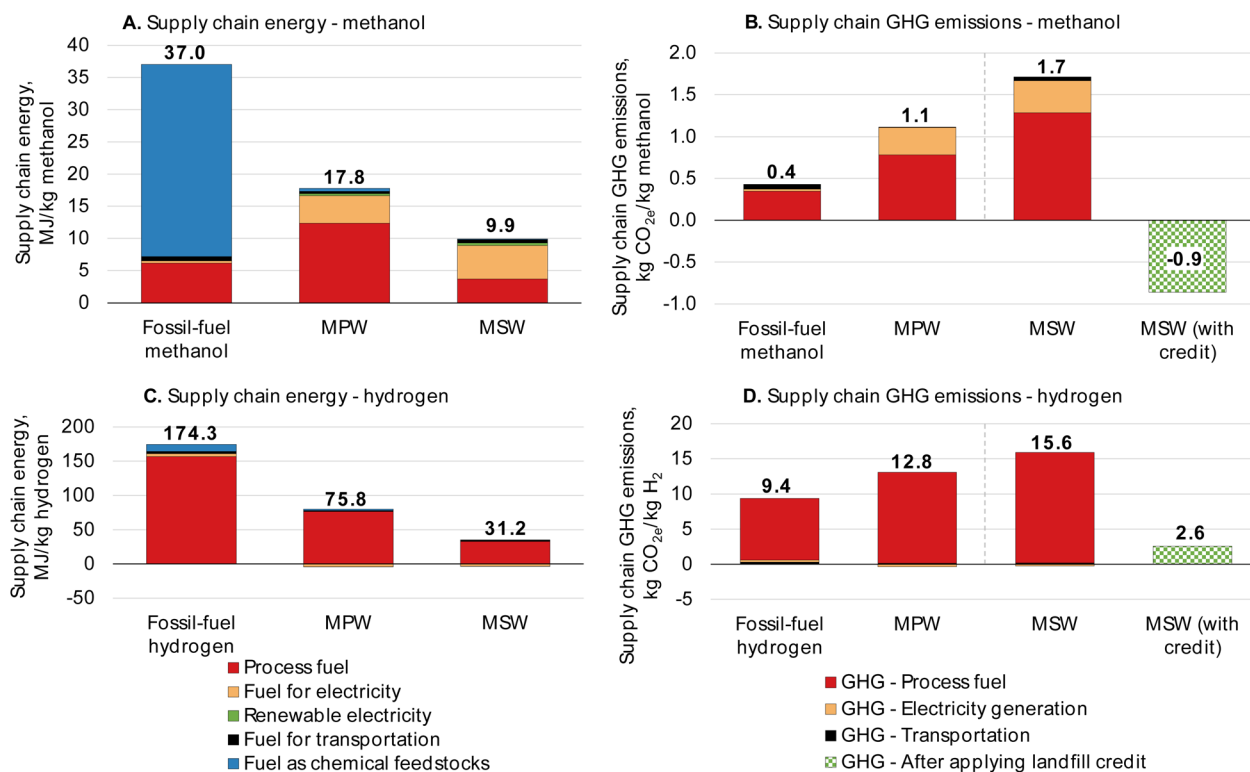 A. Supply chain energy - methanol
Supply chain energy,
MJ/kg methanol
40
35
30
25
20
15
10
5
0
37.0
17.8
9.9
Fossil-fuel
methanol
MPW
MSW
B. Supply chain GHG emissions - methanol
Supply chain GHG emissions,
kg CO2e/kg methanol
2.0
1.5
1.0
0.5
0.0
-0.5
-1.0
0.4
1.1
1.7
-0.9
Fossil-fuel
methanol
MPW
MSW
MSW (with
credit)
C. Supply chain energy - hydrogen
Supply chain energy,
MJ/kg hydrogen
200
150
100
50
0
-50
174.3
75.8
31.2
Fossil-fuel
hydrogen
MPW
MSW
Process fuel
Fuel for electricity
Renewable electricity
Fuel for transportation
Fuel as chemical feedstocks
D. Supply chain GHG emissions - hydrogen
Supply chain GHG emissions,
kg CO2e/kg H2
20
15
10
5
0
-5
9.4
12.8
15.6
2.6
Fossil-fuel
hydrogen
MPW
MSW
MSW (with
credit)
GHG - Process fuel
GHG - Electricity generation
GHG - Transportation
GHG - After applying landfill credit